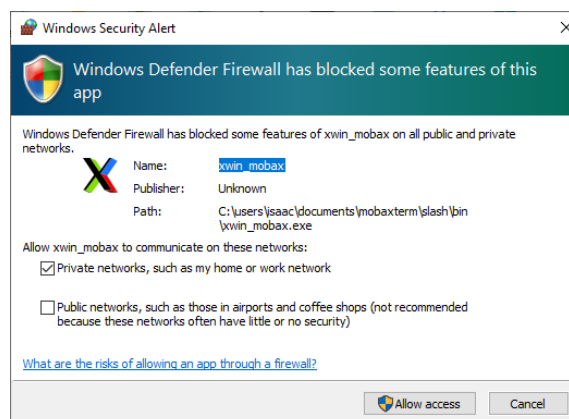 Windows Security Alert
Windows Defender Firewall has blocked some features of this
app
Windows Defender Firewall has blocked some features of xwin_mobax on all public and private
networks.
Name: xwin_mobax
Publisher: Unknown
Path: C:\users\isaac\documents\mobaxterm\slash\bin
\xwin_mobax.exe
Allow xwin_mobax to communicate on these networks:
Private networks, such as my home or work network
Public networks, such as those in airports and coffee shops (not recommended
because these networks often have little or no security)
What are the risks of allowing an app through a firewall?
Allow access Cancel